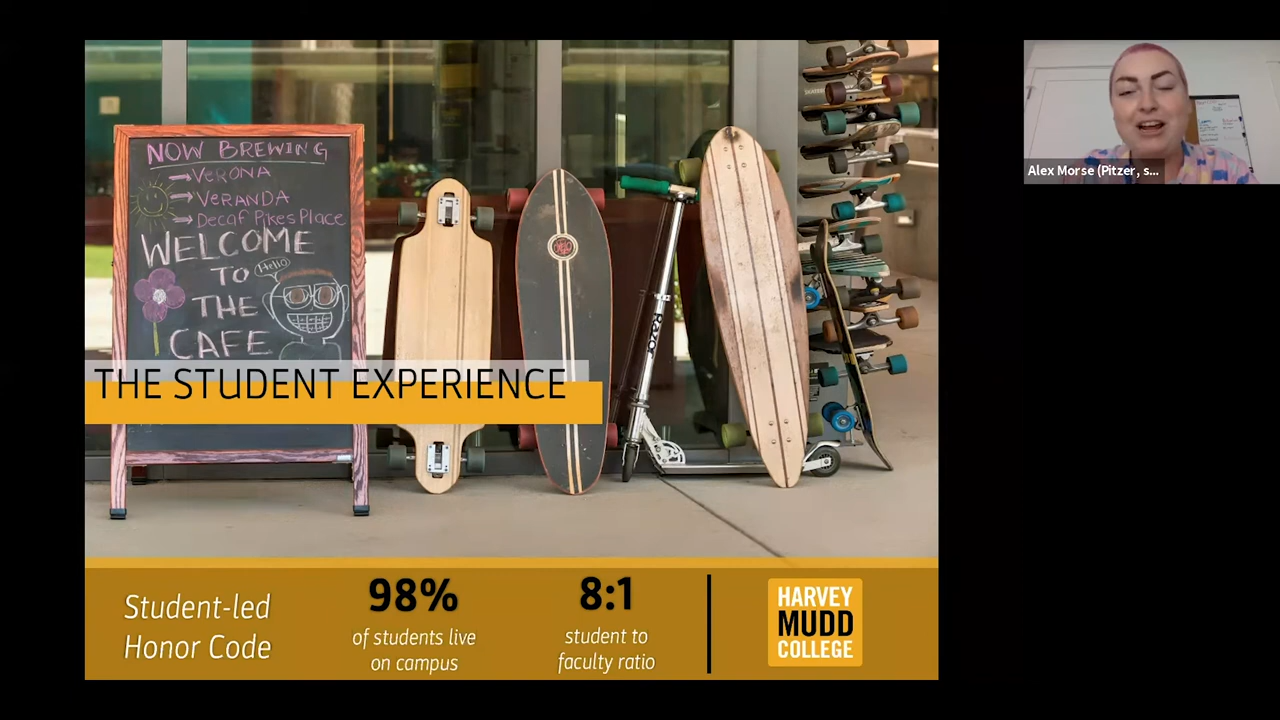 NOW BREWING
→VERONA
→VERANDA
→Decaf Pikes Place
WELCOME
TO
Hello
THE
CAFE
THE STUDENT EXPERIENCE
Razor
Student-led
Honor Code
98%
of students live
on campus
8:1
student to
faculty ratio
HARVEY
MUDD
COLLEGE
Alex Morse (Pitzer, s...